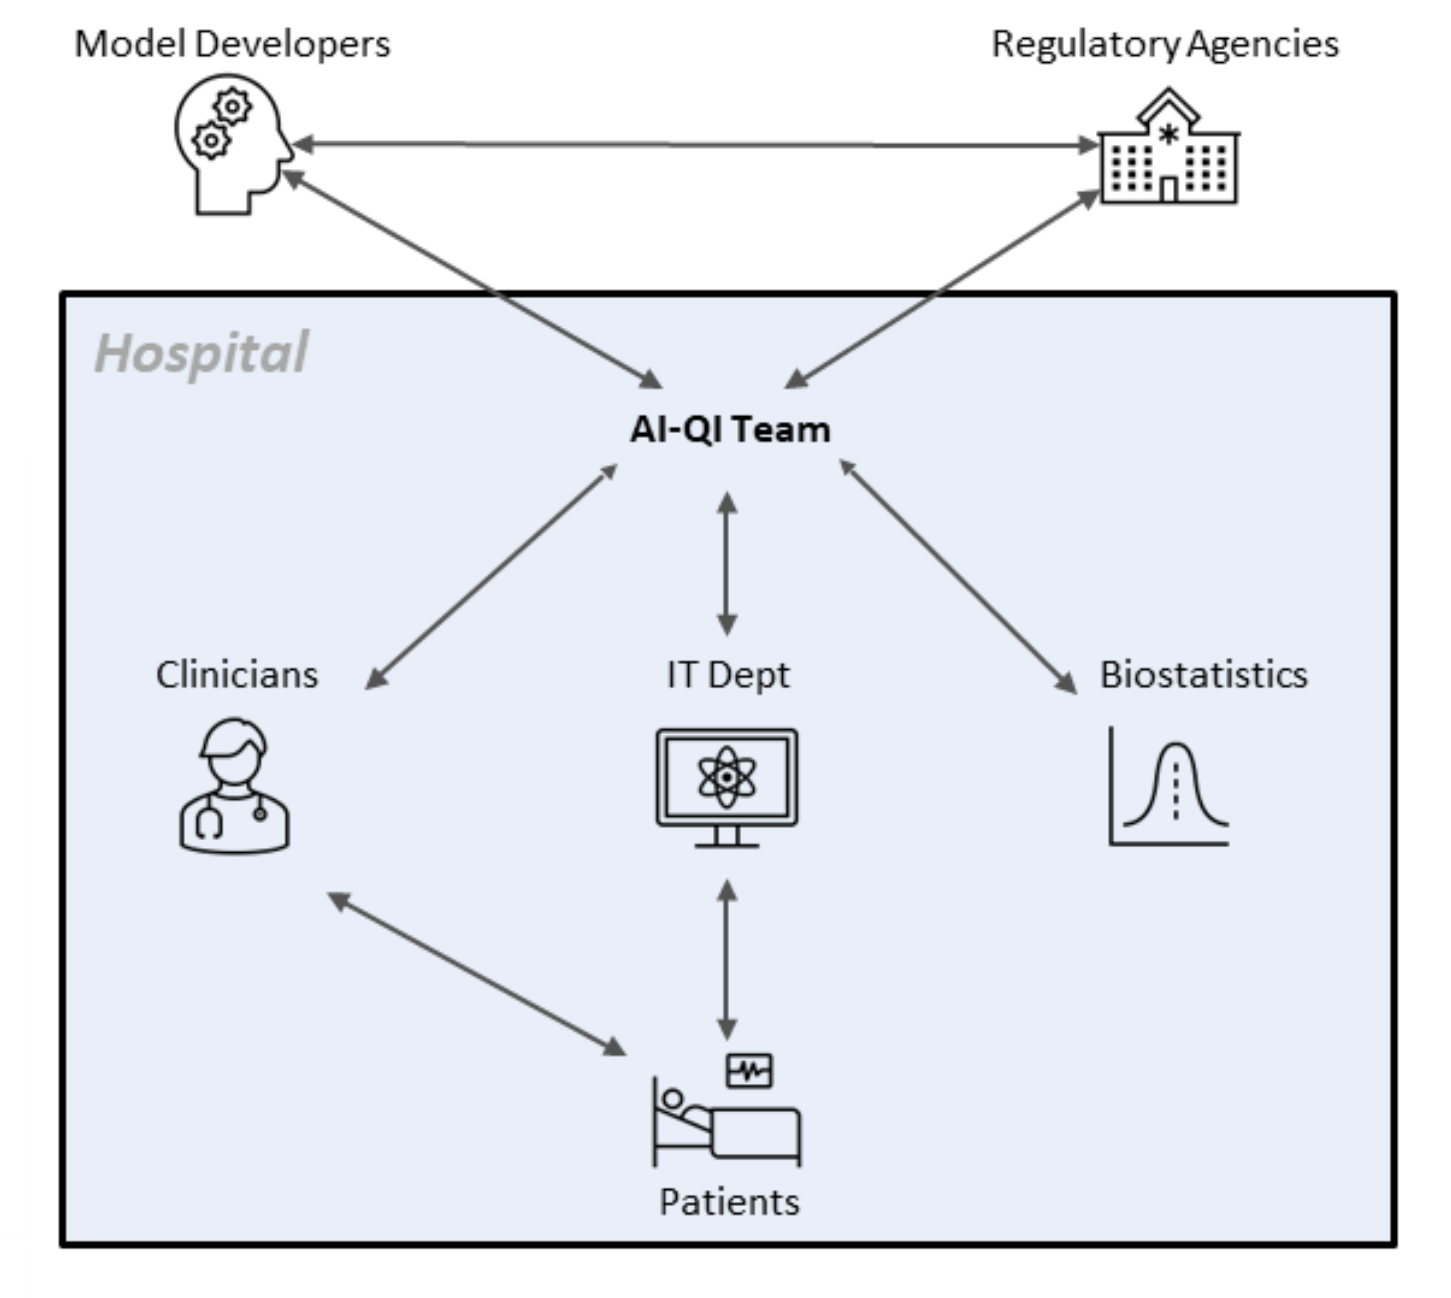 Model Developers
Regulatory Agencies
Hospital
AI-QI Team
Clinicians
IT Dept
Biostatistics
Patients